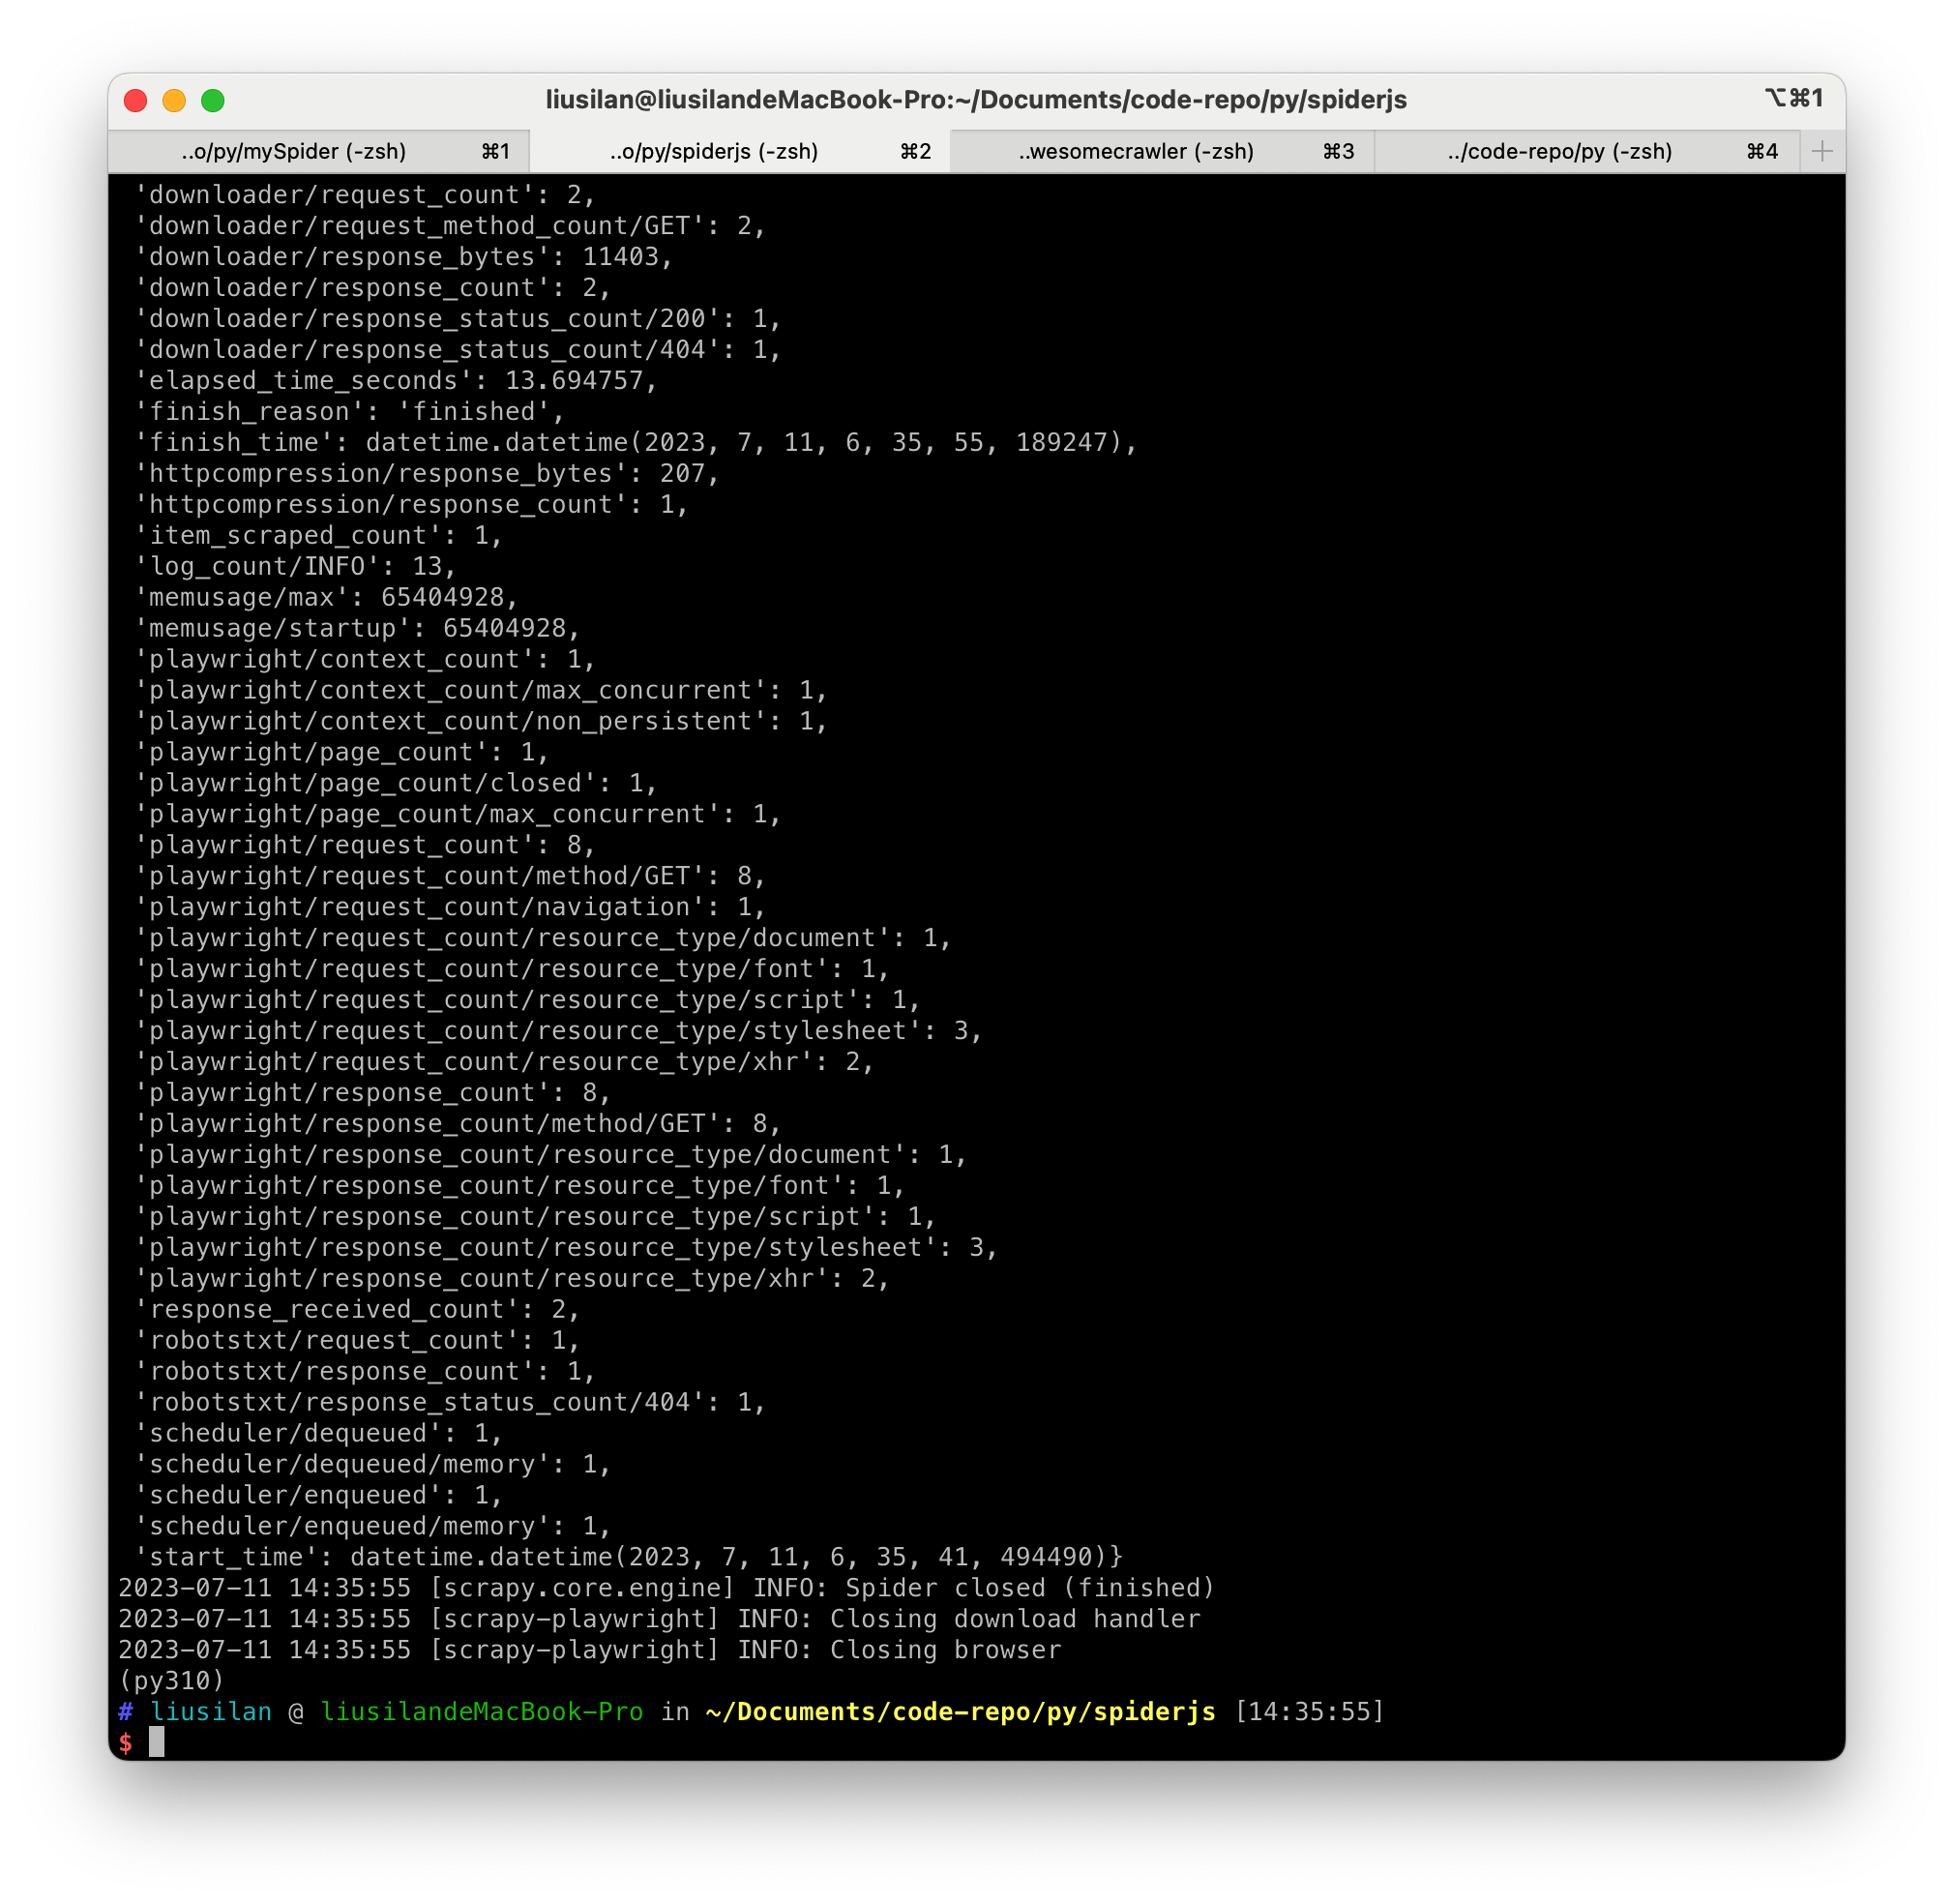 liusilan@liusilandeMacBook-Pro:~/Documents/code-repo/py/spiderjs ⌥⌘1
..o/py/mySpider (-zsh) ⌘1 ..o/py/spiderjs (-zsh) ⌘2 ..wesomecrawler (-zsh) ⌘3 ../code-repo/py (-zsh) ⌘4
'downloader/request_count': 2,
'downloader/request_method_count/GET': 2,
'downloader/response_bytes': 11403,
'downloader/response_count': 2,
'downloader/response_status_count/200': 1,
'downloader/response_status_count/404': 1,
'elapsed_time_seconds': 13.694757,
'finish_reason': 'finished',
'finish_time': datetime.datetime(2023, 7, 11, 6, 35, 55, 189247),
'httpcompression/response_bytes': 207,
'httpcompression/response_count': 1,
'item_scraped_count': 1,
'log_count/INFO': 13,
'memusage/max': 65404928,
'memusage/startup': 65404928,
'playwright/context_count': 1,
'playwright/context_count/max_concurrent': 1,
'playwright/context_count/non_persistent': 1,
'playwright/page_count': 1,
'playwright/page_count/closed': 1,
'playwright/page_count/max_concurrent': 1,
'playwright/request_count': 8,
'playwright/request_count/method/GET': 8,
'playwright/request_count/navigation': 1,
'playwright/request_count/resource_type/document': 1,
'playwright/request_count/resource_type/font': 1,
'playwright/request_count/resource_type/script': 1,
'playwright/request_count/resource_type/stylesheet': 3,
'playwright/request_count/resource_type/xhr': 2,
'playwright/response_count': 8,
'playwright/response_count/method/GET': 8,
'playwright/response_count/resource_type/document': 1,
'playwright/response_count/resource_type/font': 1,
'playwright/response_count/resource_type/script': 1,
'playwright/response_count/resource_type/stylesheet': 3,
'playwright/response_count/resource_type/xhr': 2,
'response_received_count': 2,
'robotstxt/request_count': 1,
'robotstxt/response_count': 1,
'robotstxt/response_status_count/404': 1,
'scheduler/dequeued': 1,
'scheduler/dequeued/memory': 1,
'scheduler/enqueued': 1,
'scheduler/enqueued/memory': 1,
'start_time': datetime.datetime(2023, 7, 11, 6, 35, 41, 494490)}
2023-07-11 14:35:55 [scrapy.core.engine] INFO: Spider closed (finished)
2023-07-11 14:35:55 [scrapy-playwright] INFO: Closing download handler
2023-07-11 14:35:55 [scrapy-playwright] INFO: Closing browser
(py310)
# liusilan @ liusilandeMacBook-Pro in ~/Documents/code-repo/py/spiderjs [14:35:55]
$